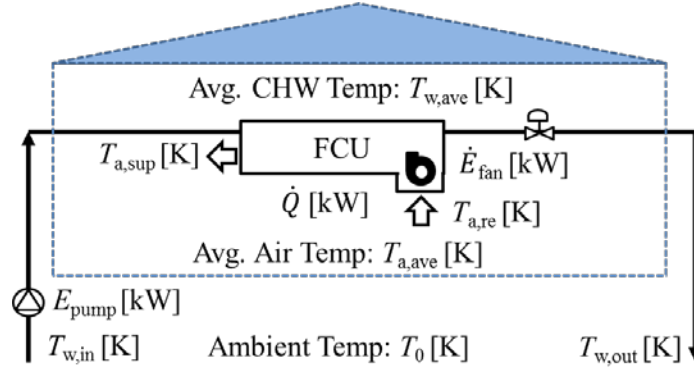 Avg. CHW Temp: T_w,ave [K]
T_a,sup [K]
FCU
Ė_fan [kW]
Q̇ [kW]
T_a,re [K]
Avg. Air Temp: T_a,ave [K]
E_pump [kW]
T_w,in [K]
Ambient Temp: T_0 [K]
T_w,out [K]